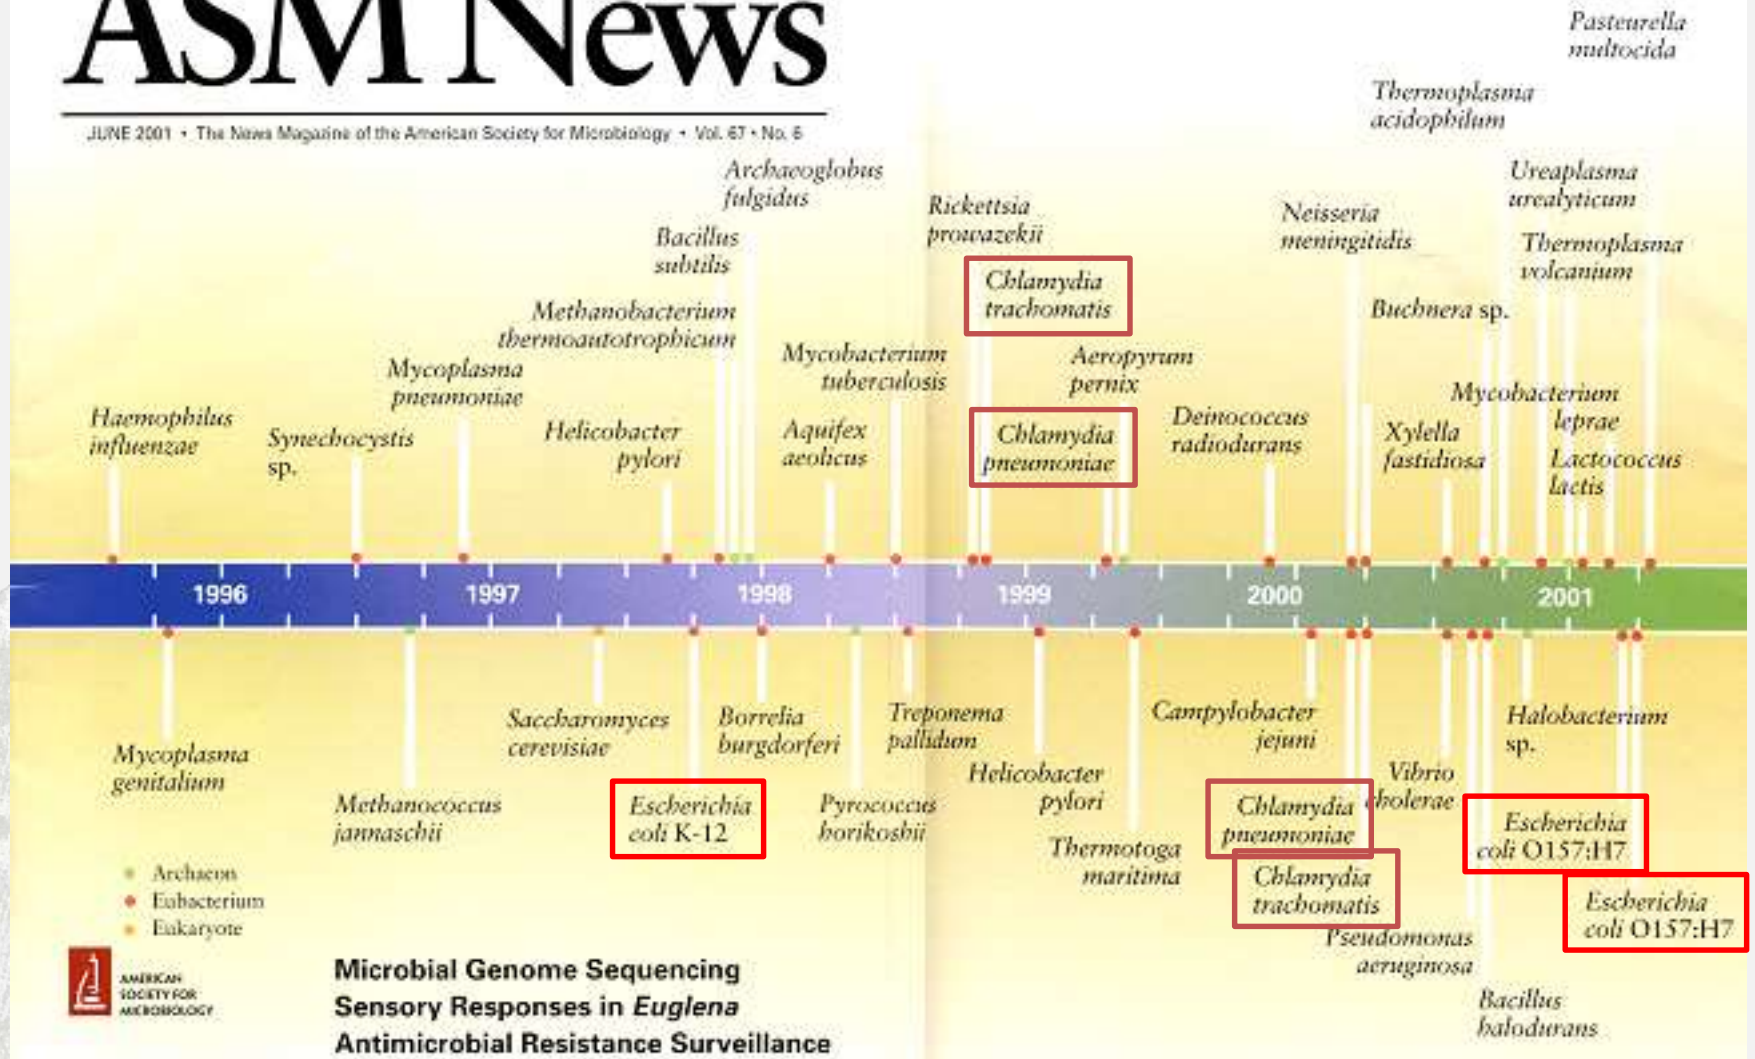 ASM News
JUNE 2001 • The News Magazine of the American Society for Microbiology • Vol. 67 • No. 6
Pasteurella
multocida
Thermoplasma
acidophilum
Archaeoglobus
fulgidus
Ureaplasma
urealyticum
Rickettsia
prowazekii
Neisseria
meningitidis
Bacillus
subtilis
Thermoplasma
volcanium
Chlamydia
trachomatis
Methanobacterium
thermoautotrophicum
Buchnera sp.
Mycobacterium
tuberculosis
Aeropyrum
pernix
Mycoplasma
pneumoniae
Mycobacterium
leprae
Haemophilus
influenzae
Synechocystis
sp.
Helicobacter
pylori
Aquifex
aeolicus
Chlamydia
pneumoniae
Deinococcus
radiodurans
Xylella
fastidiosa
Lactococcus
lactis
1996
1997
1998
1999
2000
2001
Mycoplasma
genitalium
Methanococcus
jannaschii
Saccharomyces
cerevisiae
Escherichia
coli K-12
Borrelia
burgdorferi
Pyrococcus
horikoshii
Treponema
pallidum
Helicobacter
pylori
Thermotoga
maritima
Campylobacter
jejuni
Chlamydia
pneumoniae
Chlamydia
trachomatis
Vibrio
cholerae
Pseudomonas
aeruginosa
Bacillus
halodurans
Halobacterium
sp.
Escherichia
coli O157:H7
Escherichia
coli O157:H7
Archaeon
Eubacterium
Eukaryote
AMERICAN
SOCIETY FOR
MICROBIOLOGY
Microbial Genome Sequencing
Sensory Responses in Euglena
Antimicrobial Resistance Surveillance